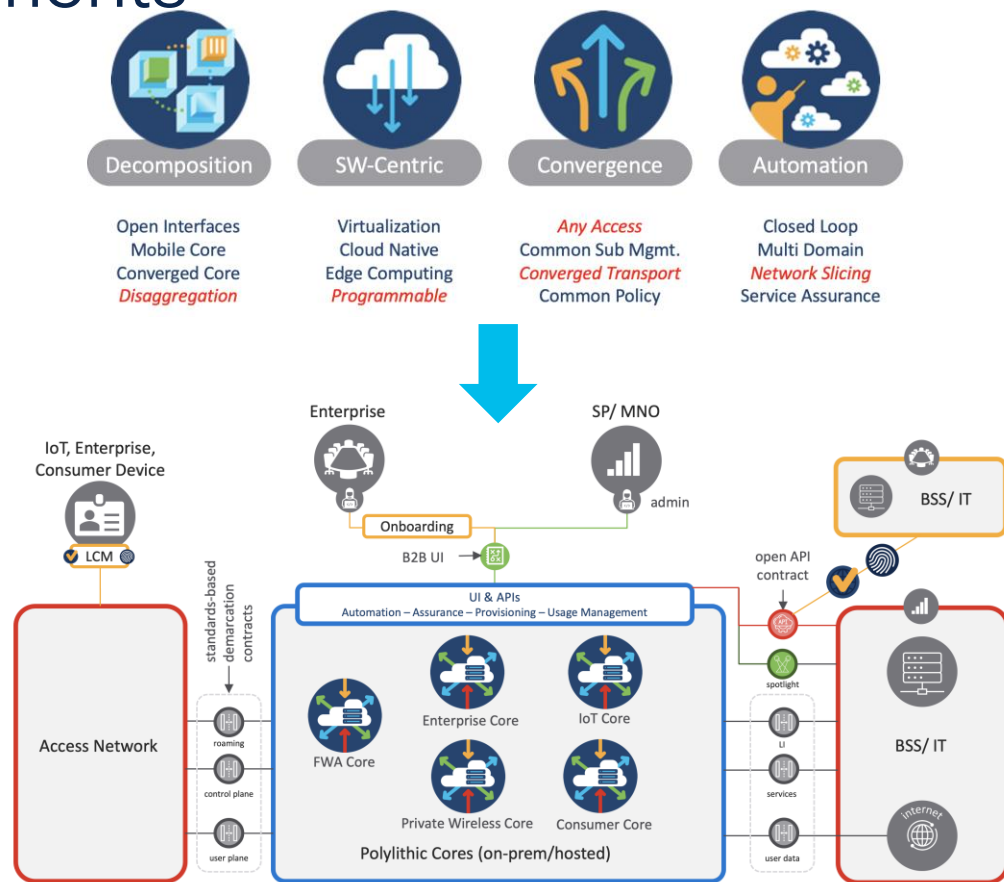 Decomposition
SW-Centric
Convergence
Automation
Open Interfaces
Mobile Core
Converged Core
Disaggregation
Virtualization
Cloud Native
Edge Computing
Programmable
Any Access
Common Sub Mgmt.
Converged Transport
Common Policy
Closed Loop
Multi Domain
Network Slicing
Service Assurance
Enterprise
SP/ MNO
IoT, Enterprise,
Consumer Device
LCM
admin
Onboarding
B2B UI
BSS/ IT
open API
contract
UI & APIs
Automation – Assurance – Provisioning – Usage Management
API
spotlight
standards-based
demarcation
contracts
Access Network
roaming
control plane
user plane
FWA Core
Enterprise Core
IoT Core
Private Wireless Core
Consumer Core
Polylithic Cores (on-prem/hosted)
LI
services
user data
BSS/ IT
internet